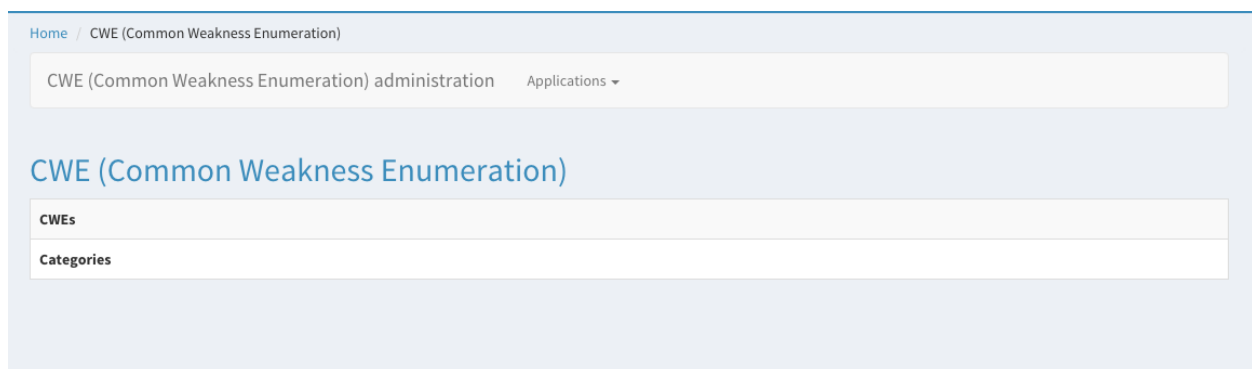 Home / CWE (Common Weakness Enumeration)
CWE (Common Weakness Enumeration) administration Applications
CWE (Common Weakness Enumeration)
CWEs
Categories